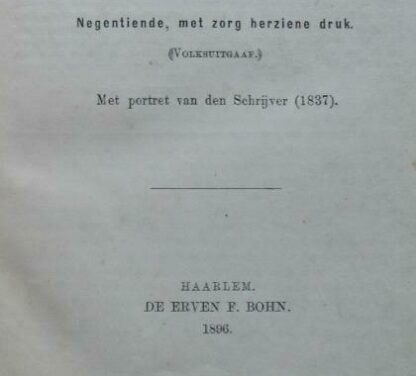 Negentiende, met zorg herziene druk.
(VOLKSUITGAAF.)
Met portret van den Schrijver (1837).
HAARLEM.
DE ERVEN F. BOHN.
1896.